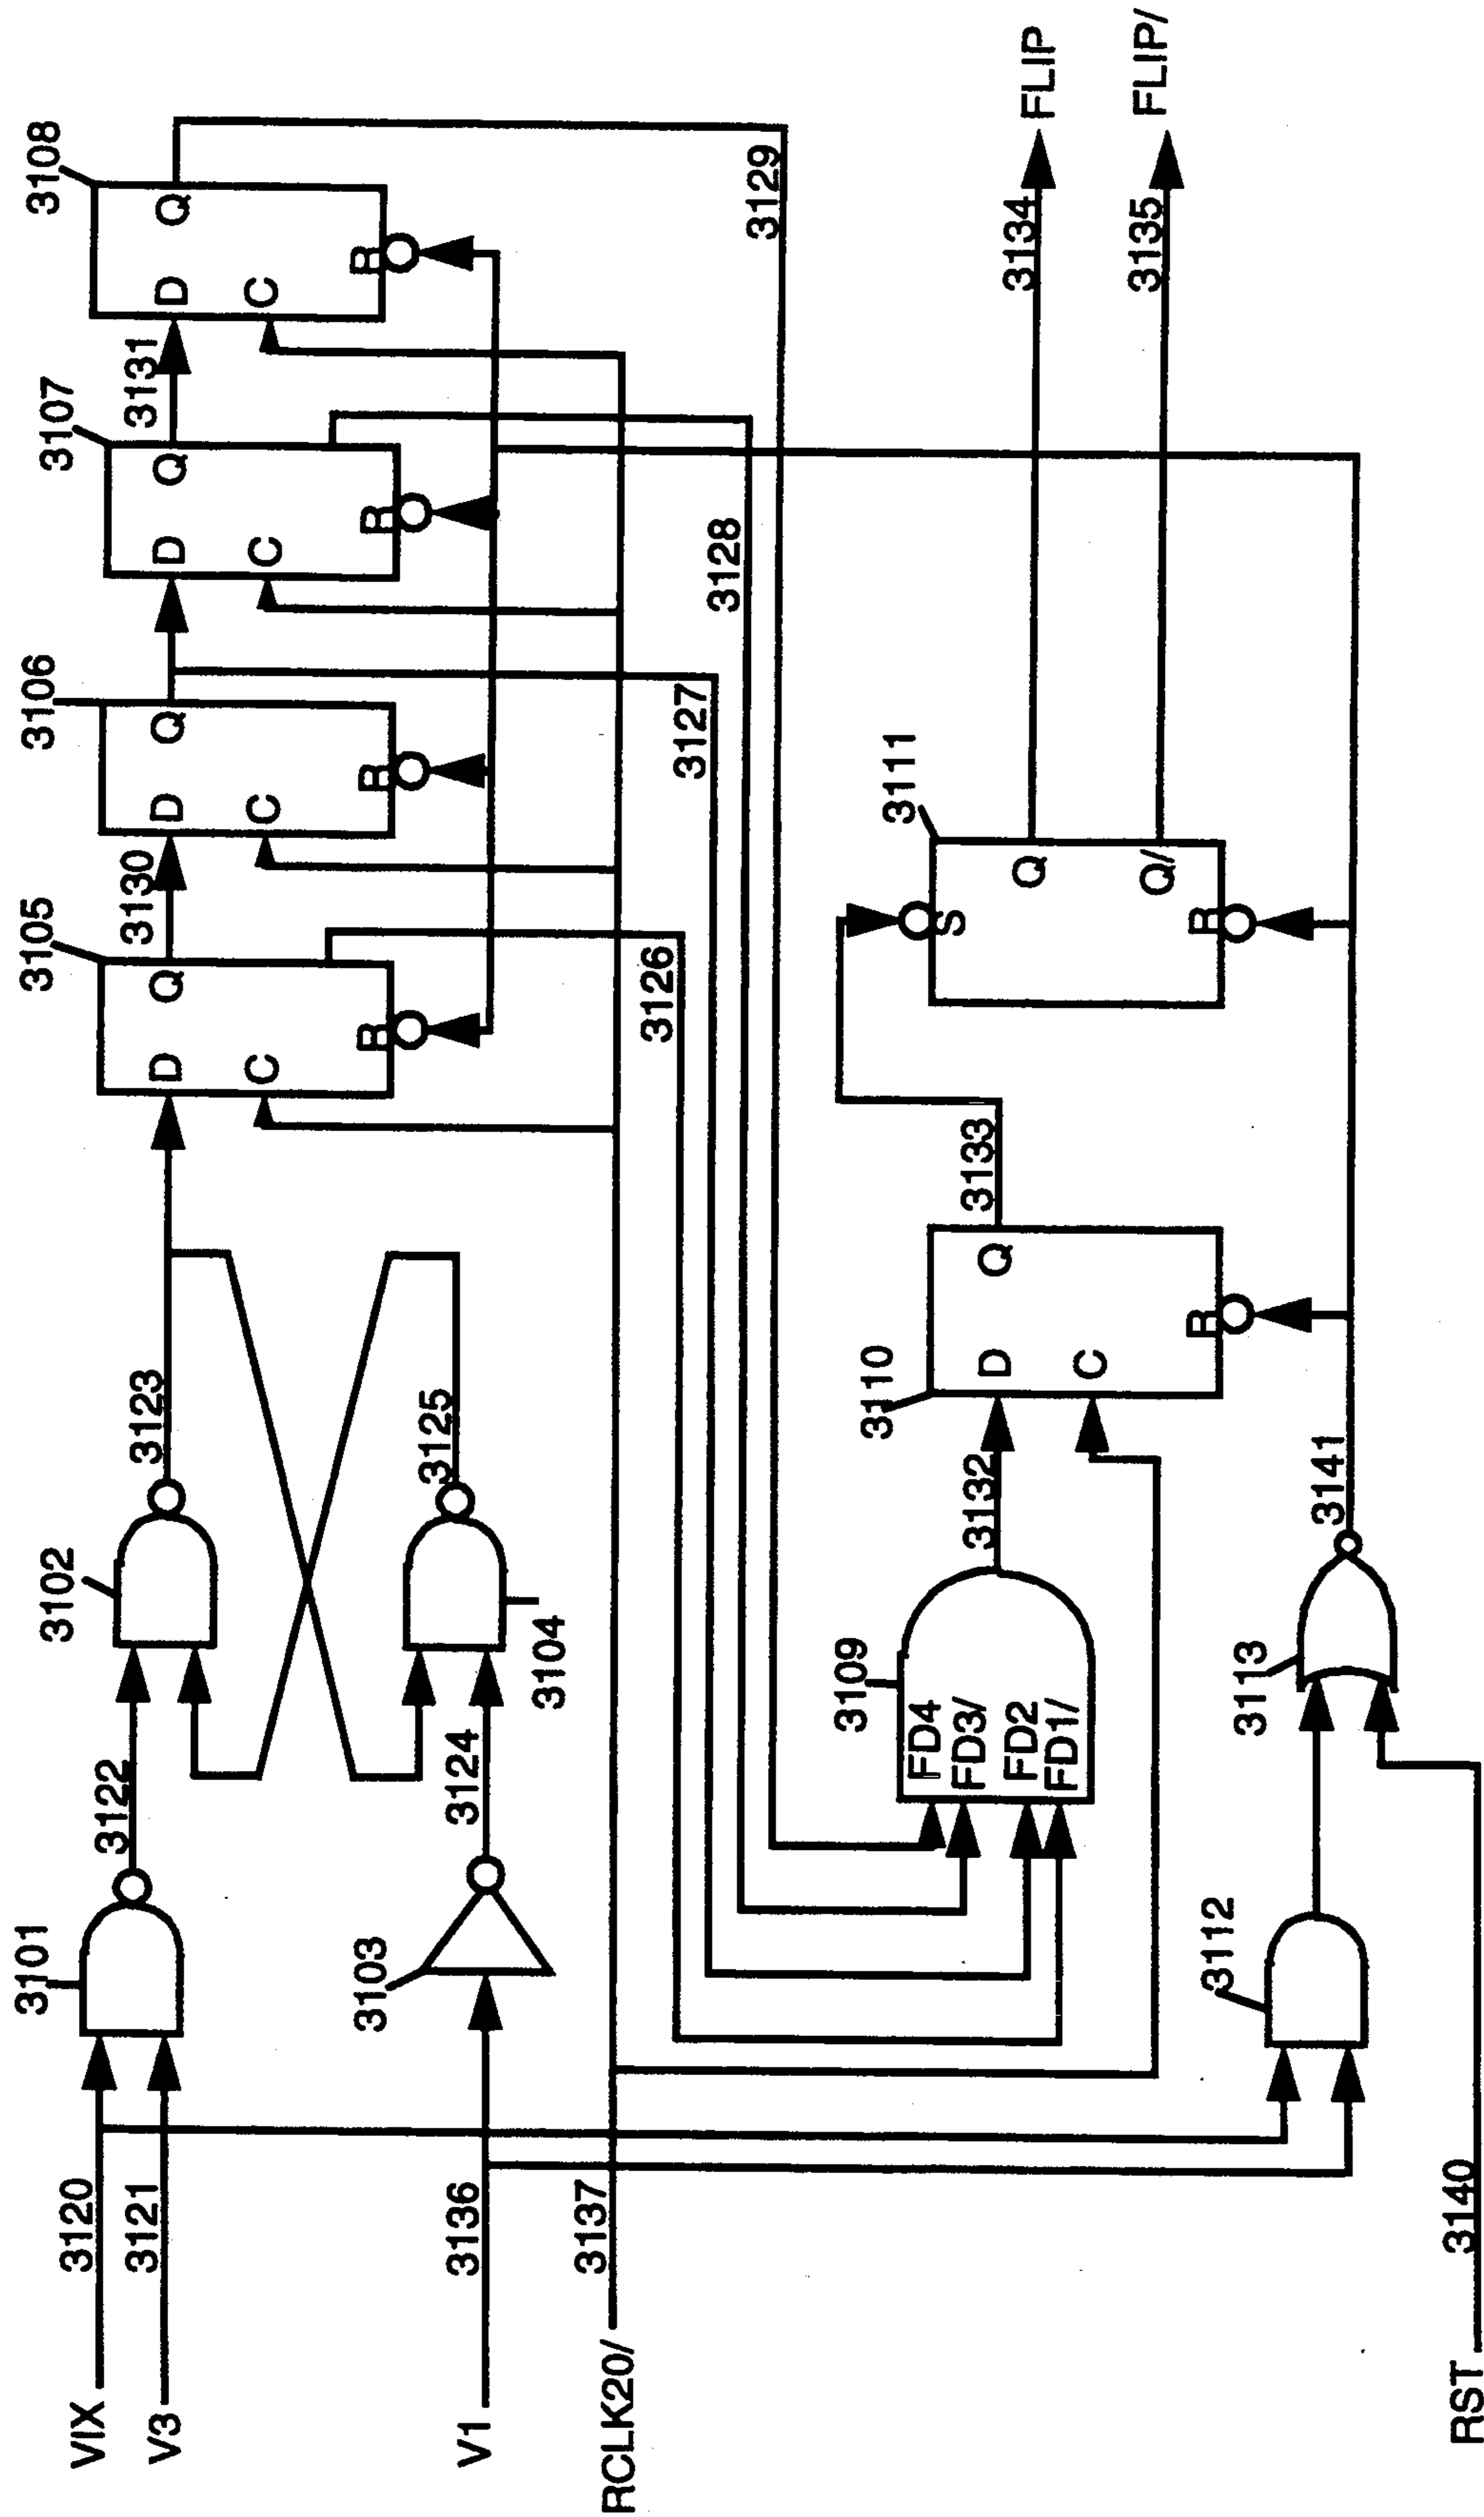 3101
3102
3105
3106
3107
3108
VIX
3120
3122
3123
D
Q
3130
D
Q
D
Q
3131
D
Q
V3
3121
C
C
C
C
B
B
B
B
3103
3104
V1
3136
3124
3125
RCLK20/
3137
3126
3127
3128
3129
3109
FD4
FD3/
FD2
FD1/
3132
3110
D
Q
C
B
3133
3111
S
Q
Q/
B
3134
FLIP
3135
FLIP/
3112
3113
3141
RST
3140